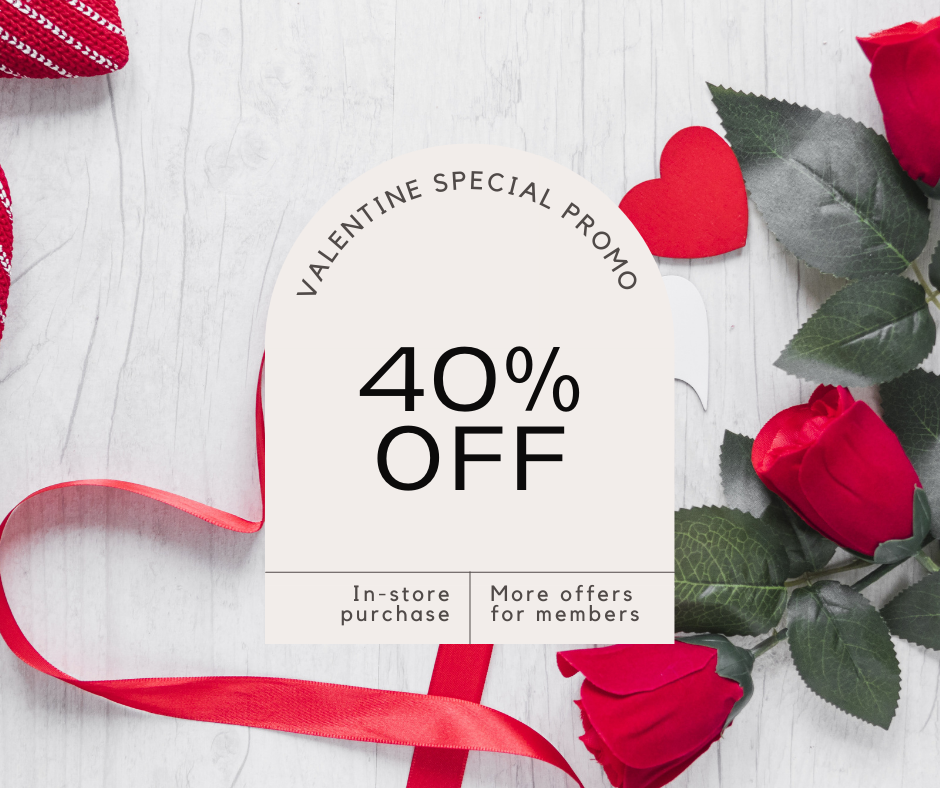 VALENTINE SPECIAL PROMO
40%
OFF
In-store
purchase
More offers
for members